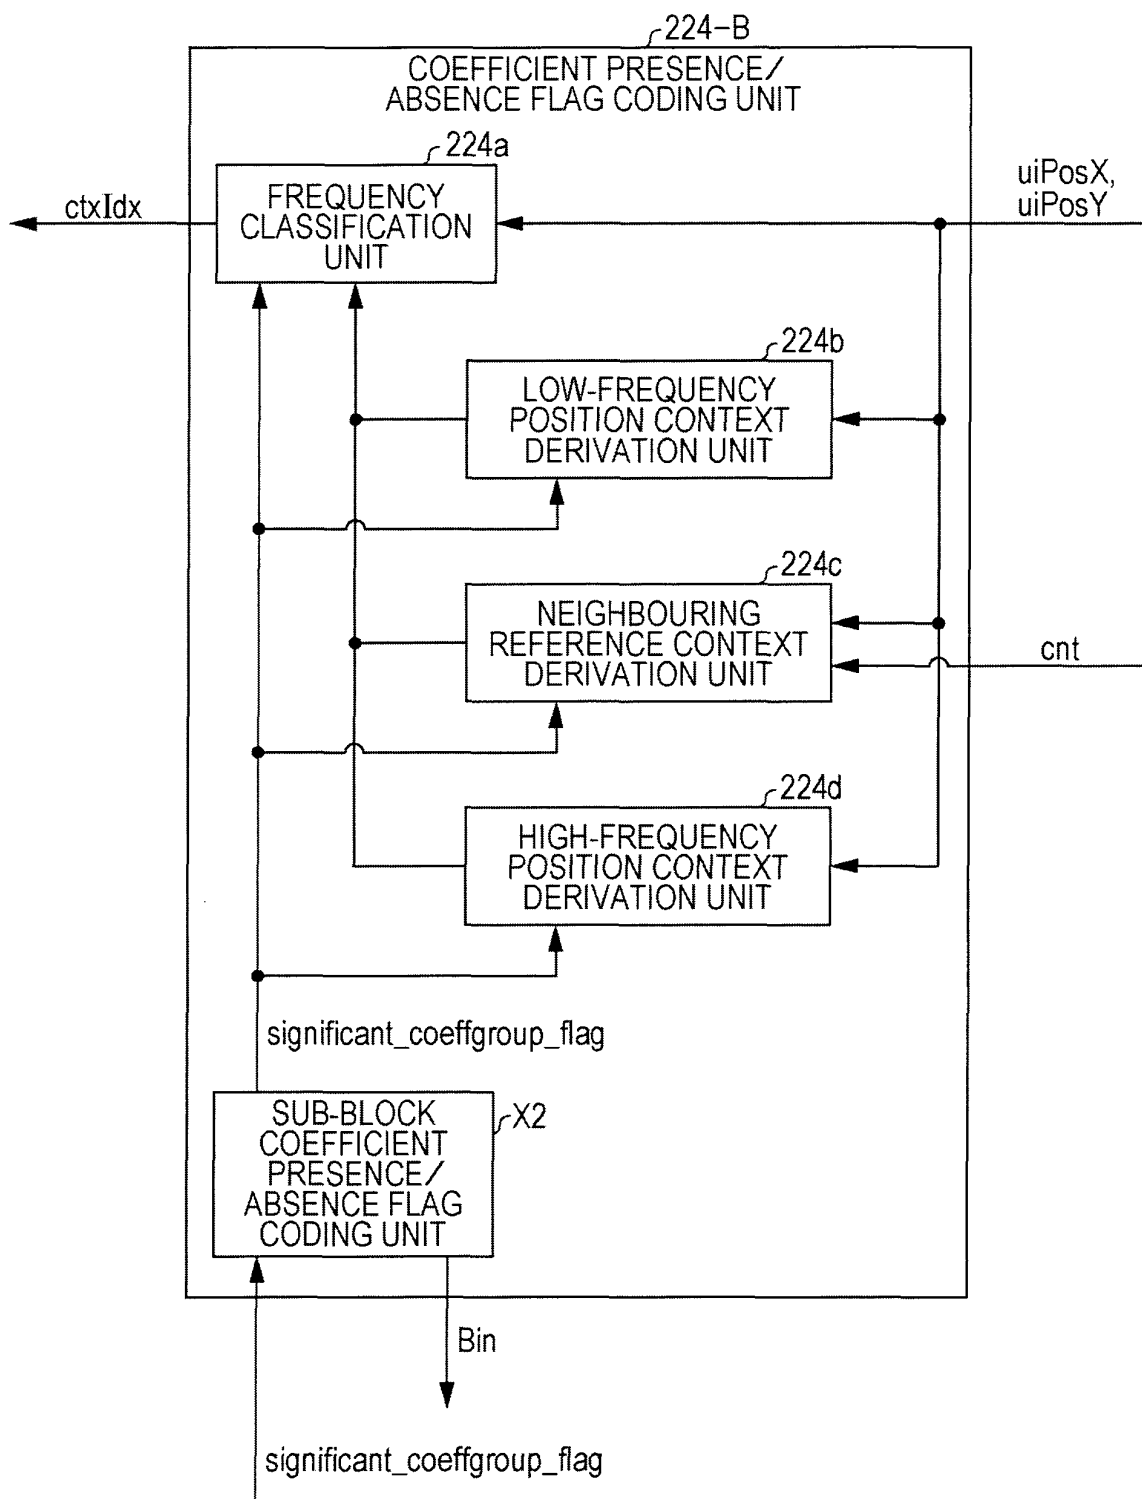 224-B
COEFFICIENT PRESENCE/
ABSENCE FLAG CODING UNIT
224a
FREQUENCY
CLASSIFICATION
UNIT
ctxIdx
uiPosX,
uiPosY
224b
LOW-FREQUENCY
POSITION CONTEXT
DERIVATION UNIT
224c
NEIGHBOURING
REFERENCE CONTEXT
DERIVATION UNIT
cnt
224d
HIGH-FREQUENCY
POSITION CONTEXT
DERIVATION UNIT
significant_coeffgroup_flag
SUB-BLOCK
COEFFICIENT
PRESENCE/
ABSENCE FLAG
CODING UNIT
X2
Bin
significant_coeffgroup_flag